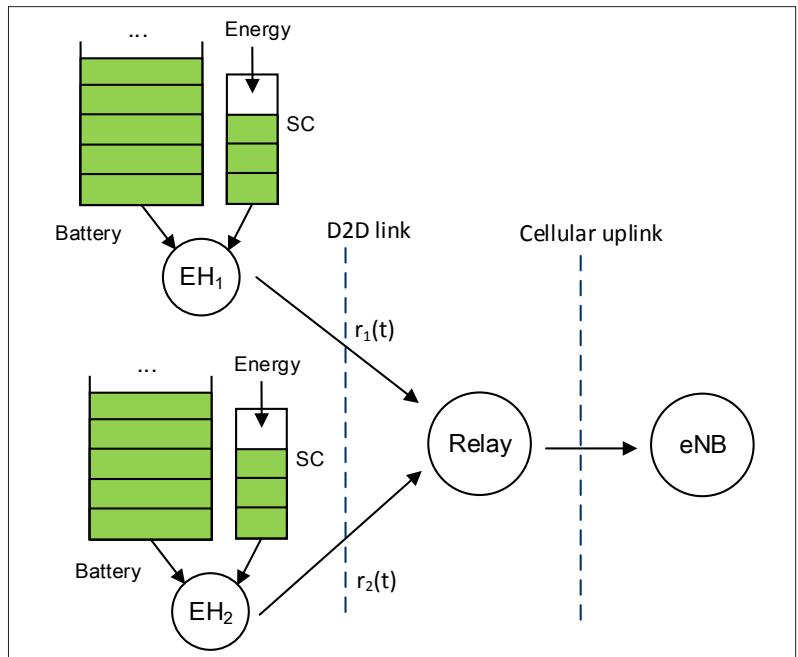 ...
Energy
SC
Battery
EH₁
D2D link
Cellular uplink
r₁(t)
...
Energy
SC
Battery
EH₂
r₂(t)
Relay
eNB